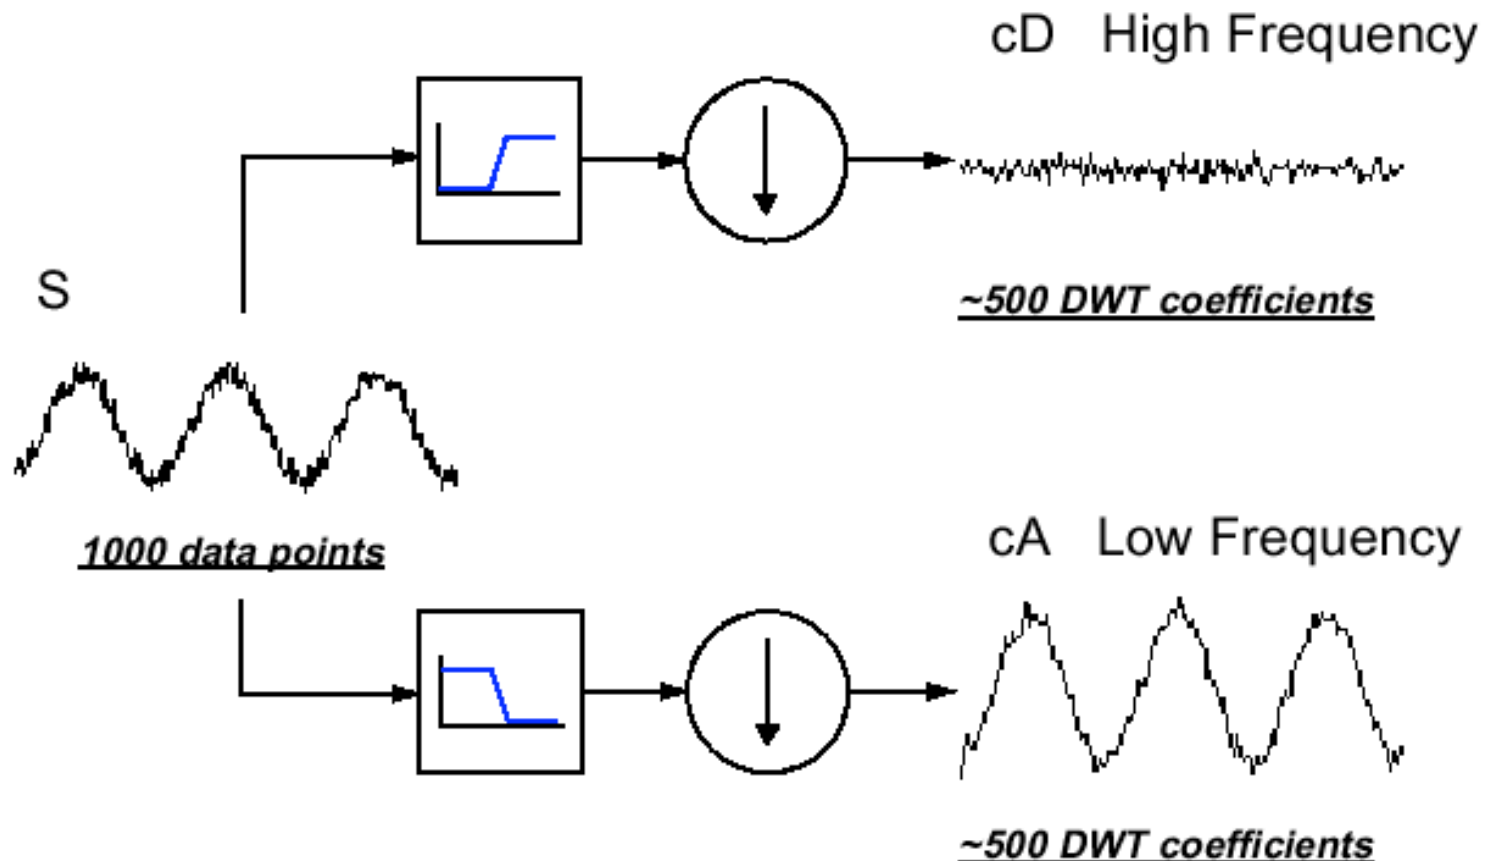 cD High Frequency
~500 DWT coefficients
S
1000 data points
cA Low Frequency
~500 DWT coefficients